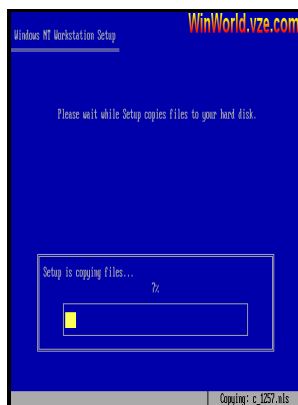 WinWorld.vze.com
Windows NT Workstation Setup
Please wait while Setup copies files to your hard disk.
Setup is copying files...
7%
Copying: c_1257.nls